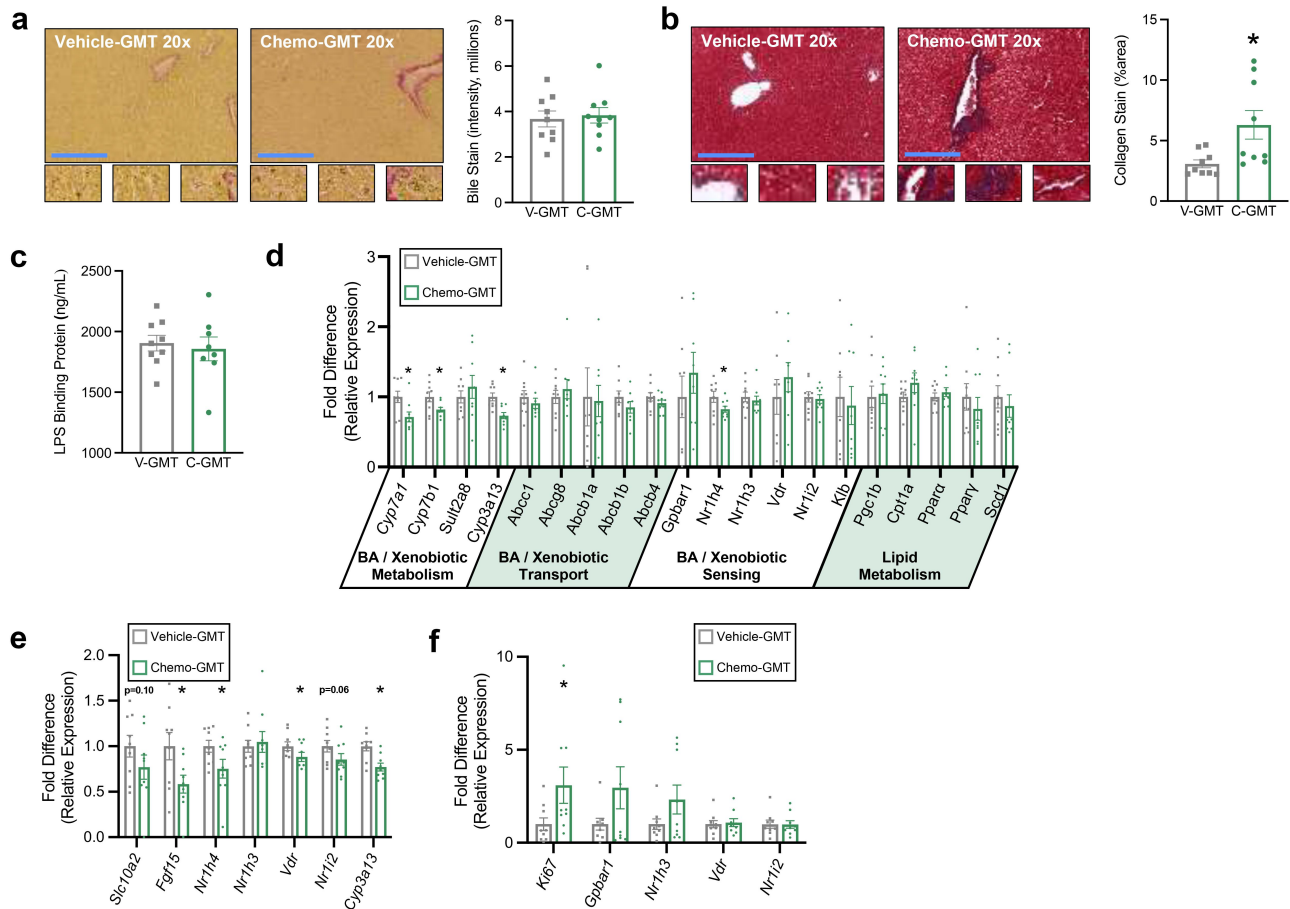 a
Vehicle-GMT 20x
Chemo-GMT 20x
Bile Stain (intensity, millions)
8
6
4
2
0
V-GMT
C-GMT
b
Vehicle-GMT 20x
Chemo-GMT 20x
Collagen Stain (%area)
15
10
5
0
*
V-GMT
C-GMT
c
LPS Binding Protein (ng/mL)
2500
2000
1500
1000
V-GMT
C-GMT
d
Vehicle-GMT
Chemo-GMT
Fold Difference
(Relative Expression)
3
2
1
0
* * * *
Cyp7a1
Cyp7b1
Sult2a8
Cyp3a13
Abcc1
Abcg8
Abcb1a
Abcb1b
Abcb4
Gpbar1
Nr1h4
Nr1h3
Vdr
Nr1i2
Klb
Pgc1b
Cpt1a
Pparα
Pparγ
Scd1
BA / Xenobiotic
Metabolism
BA / Xenobiotic
Transport
BA / Xenobiotic
Sensing
Lipid
Metabolism
e
Vehicle-GMT
Chemo-GMT
Fold Difference
(Relative Expression)
2.0
1.5
1.0
0.5
0.0
p=0.10 * * * p=0.06 *
Slc10a2
Fgf15
Nr1h4
Nr1h3
Vdr
Nr1i2
Cyp3a13
f
Vehicle-GMT
Chemo-GMT
Fold Difference
(Relative Expression)
10
5
0
*
Ki67
Gpbar1
Nr1h3
Vdr
Nr1i2